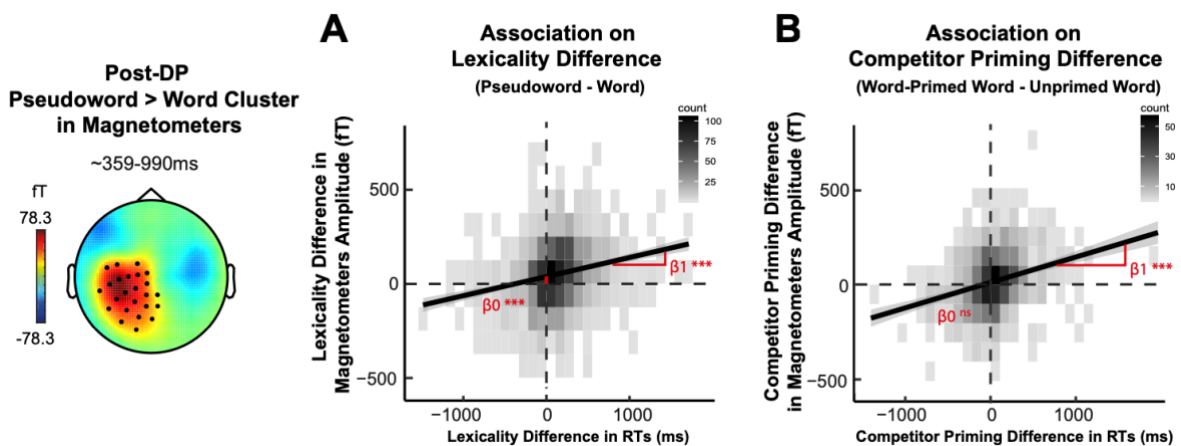 Post-DP
Pseudoword > Word Cluster
in Magnetometers
~359-990ms
fT
78.3
-78.3
A
Association on
Lexicality Difference
(Pseudoword - Word)
count
100
75
50
25
Lexicality Difference in
Magnetometers Amplitude (fT)
500
0
−500
β0 ***
β1 ***
−1000
0
1000
Lexicality Difference in RTs (ms)
B
Association on
Competitor Priming Difference
(Word-Primed Word - Unprimed Word)
count
50
30
10
Competitor Priming Difference
in Magnetometers Amplitude (fT)
500
0
−500
β0 ns
β1 ***
−1000
0
1000
Competitor Priming Difference in RTs (ms)